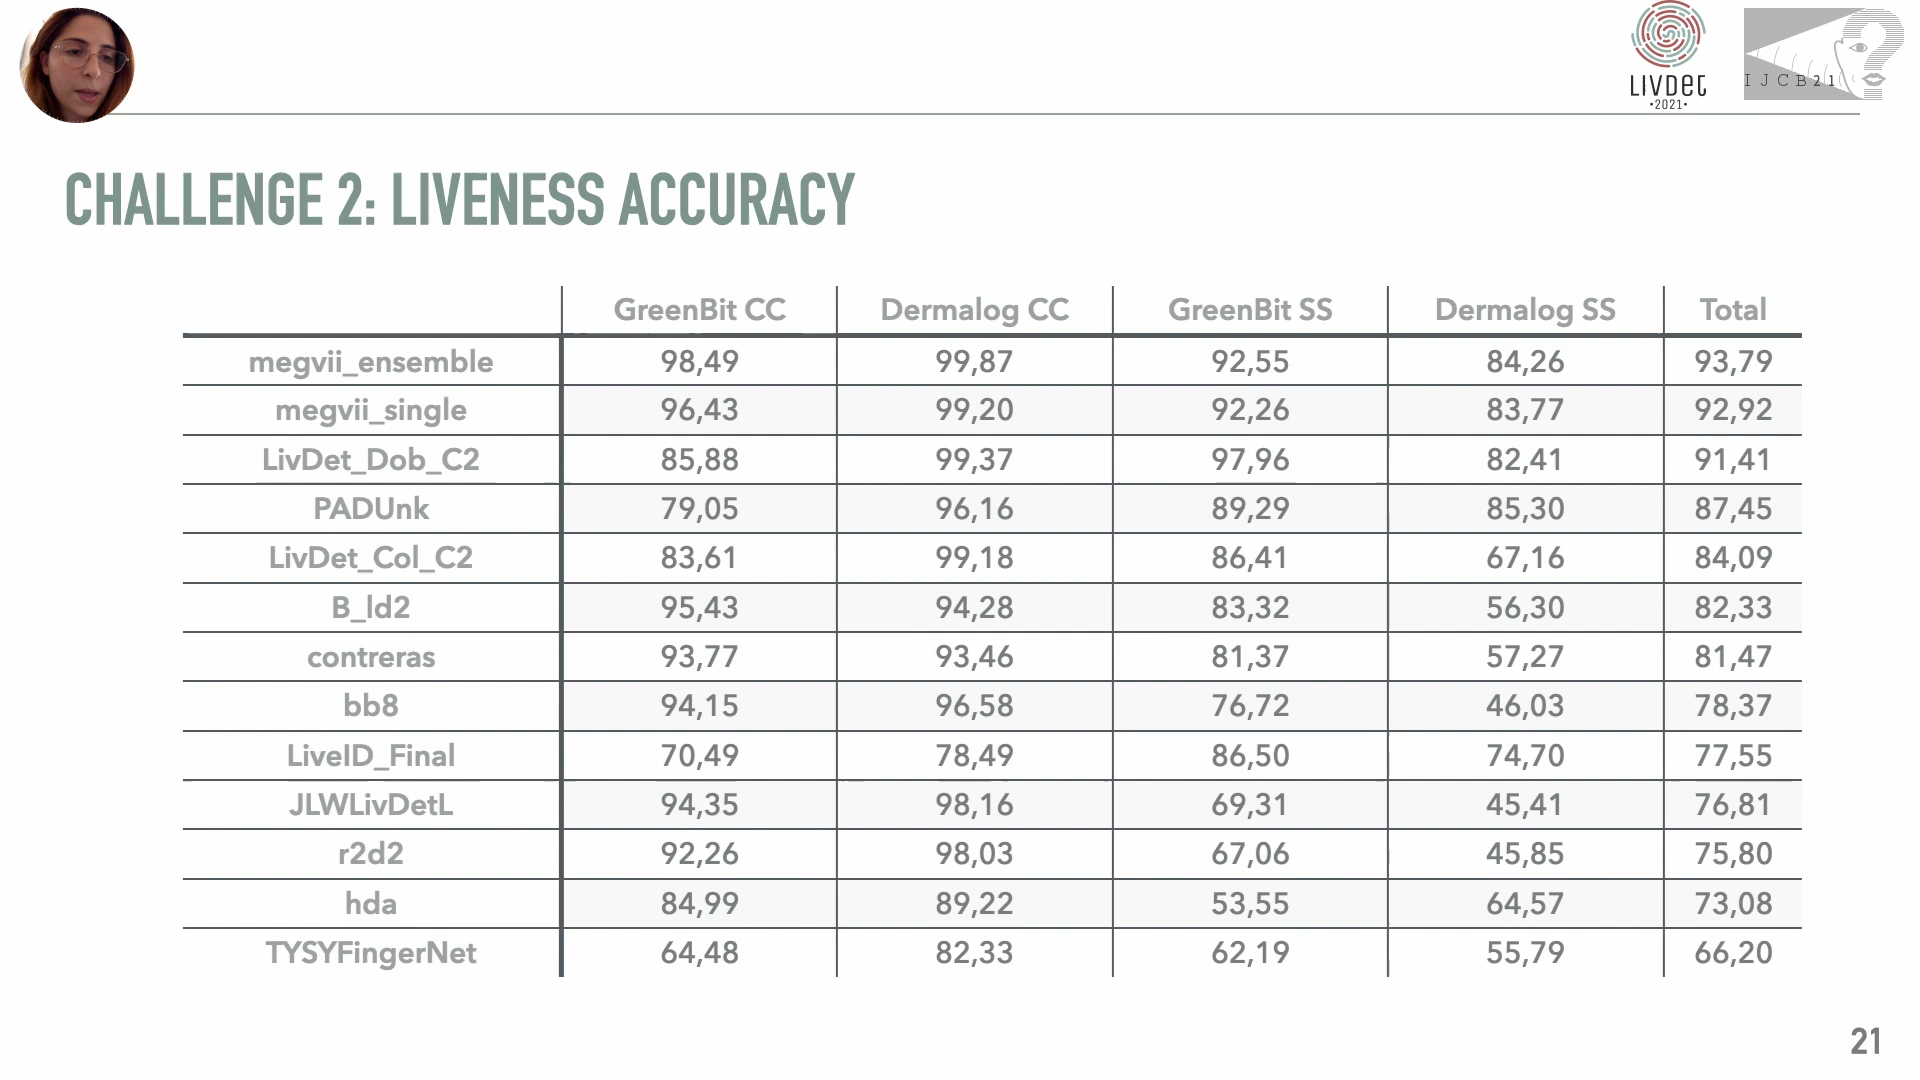 LIVDET
•2021•
IJCB21
CHALLENGE 2: LIVENESS ACCURACY
GreenBit CC Dermalog CC GreenBit SS Dermalog SS Total
megvii_ensemble 98,49 99,87 92,55 84,26 93,79
megvii_single 96,43 99,20 92,26 83,77 92,92
LivDet_Dob_C2 85,88 99,37 97,96 82,41 91,41
PADUnk 79,05 96,16 89,29 85,30 87,45
LivDet_Col_C2 83,61 99,18 86,41 67,16 84,09
B_ld2 95,43 94,28 83,32 56,30 82,33
contreras 93,77 93,46 81,37 57,27 81,47
bb8 94,15 96,58 76,72 46,03 78,37
LiveID_Final 70,49 78,49 86,50 74,70 77,55
JLWLivDetL 94,35 98,16 69,31 45,41 76,81
r2d2 92,26 98,03 67,06 45,85 75,80
hda 84,99 89,22 53,55 64,57 73,08
TYSYFingerNet 64,48 82,33 62,19 55,79 66,20
21